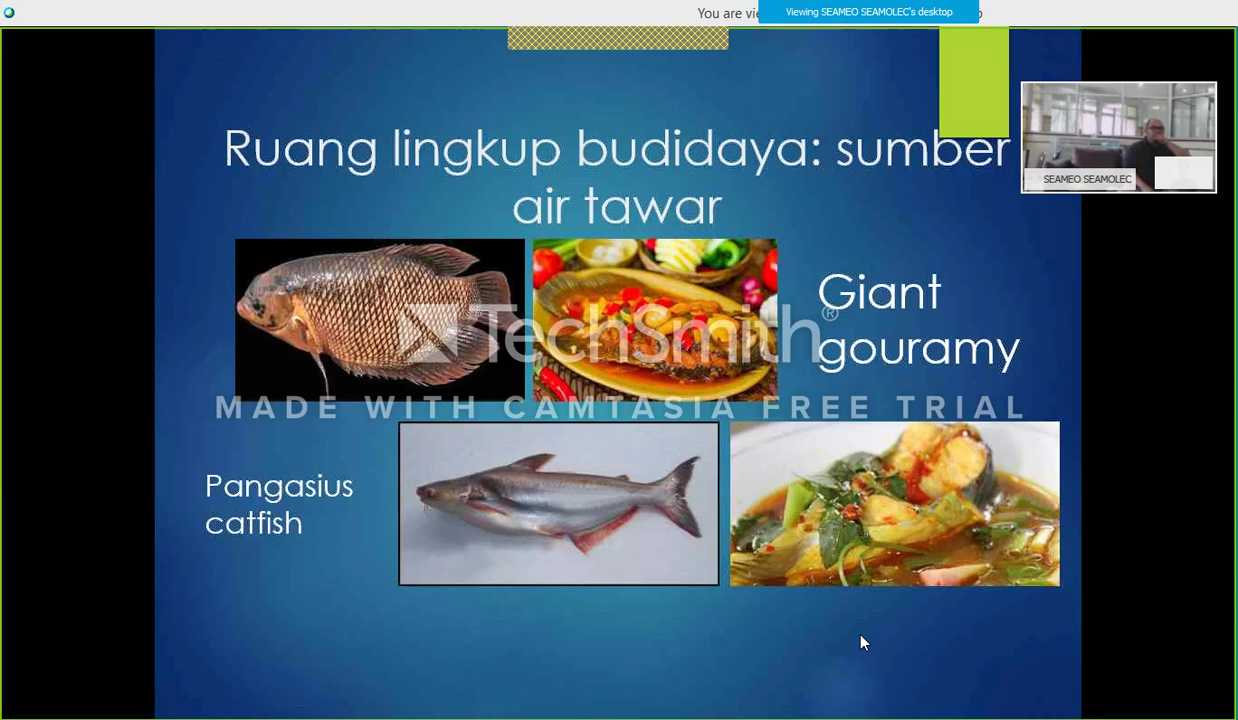 You are vie
Viewing SEAMEO SEAMOLEC's desktop
Ruang lingkup budidaya: sumber
air tawar
SEAMEO SEAMOLEC
Giant
gouramy
TechSmith®
MADE WITH CAMTASIA FREE TRIAL
Pangasius
catfish